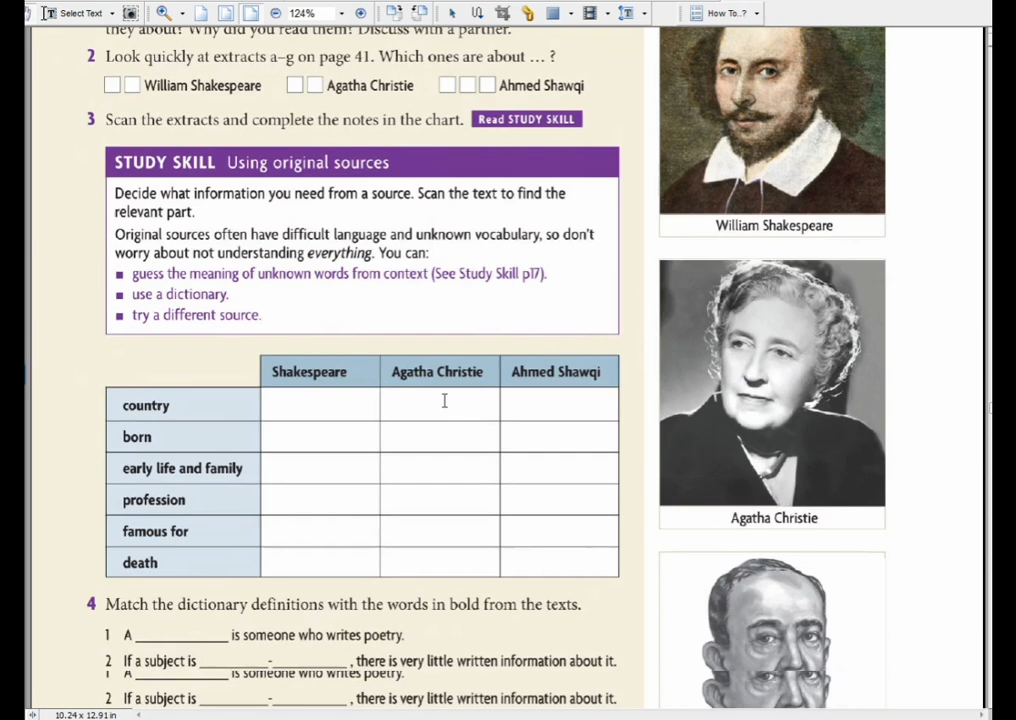 Select Text
124%
How To..?
they about? Why did you read them? Discuss with a partner.
2 Look quickly at extracts a–g on page 41. Which ones are about … ?
William Shakespeare Agatha Christie Ahmed Shawqi
3 Scan the extracts and complete the notes in the chart. Read STUDY SKILL
STUDY SKILL Using original sources
Decide what information you need from a source. Scan the text to find the
relevant part.
Original sources often have difficult language and unknown vocabulary, so don't
worry about not understanding everything. You can:
■ guess the meaning of unknown words from context (See Study Skill p17).
■ use a dictionary.
■ try a different source.
Shakespeare Agatha Christie Ahmed Shawqi
country
born
early life and family
profession
famous for
death
William Shakespeare
Agatha Christie
4 Match the dictionary definitions with the words in bold from the texts.
1 A __________ is someone who writes poetry.
2 If a subject is __________-__________, there is very little written information about it.
1 A __________ is someone who writes poetry.
2 If a subject is __________-__________, there is very little written information about it.
10.24 x 12.91 in